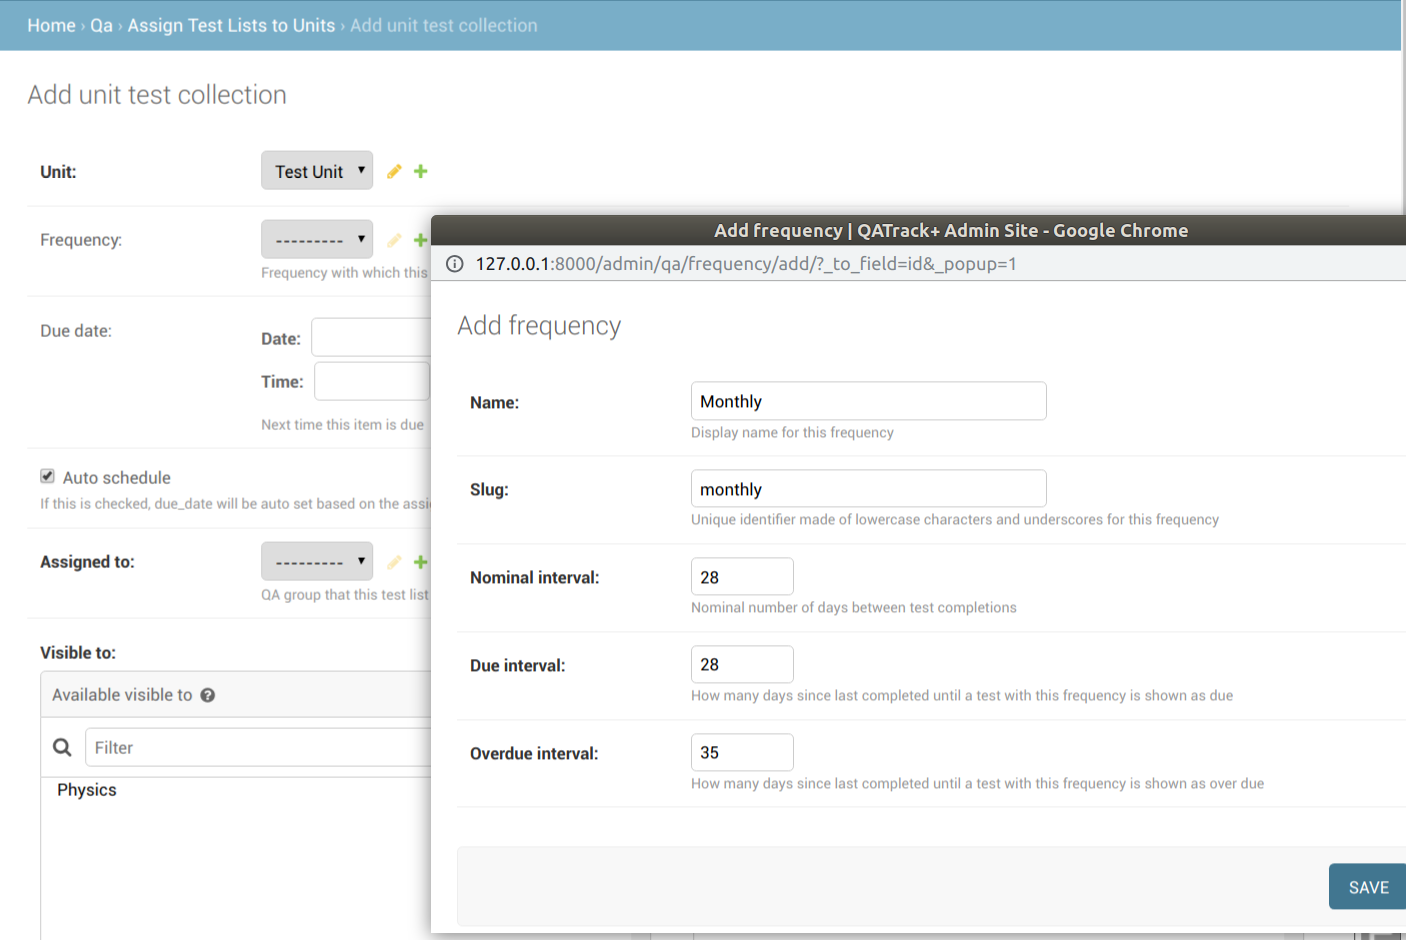 Home › Qa › Assign Test Lists to Units › Add unit test collection
Add unit test collection
Unit:
Test Unit
Frequency:
---------
Frequency with which this
Due date:
Date:
Time:
Next time this item is due
Auto schedule
If this is checked, due_date will be auto set based on the assi
Assigned to:
---------
QA group that this test list
Visible to:
Available visible to
Filter
Physics
Add frequency | QATrack+ Admin Site - Google Chrome
127.0.0.1:8000/admin/qa/frequency/add/?_to_field=id&_popup=1
Add frequency
Name:
Monthly
Display name for this frequency
Slug:
monthly
Unique identifier made of lowercase characters and underscores for this frequency
Nominal interval:
28
Nominal number of days between test completions
Due interval:
28
How many days since last completed until a test with this frequency is shown as due
Overdue interval:
35
How many days since last completed until a test with this frequency is shown as over due
SAVE